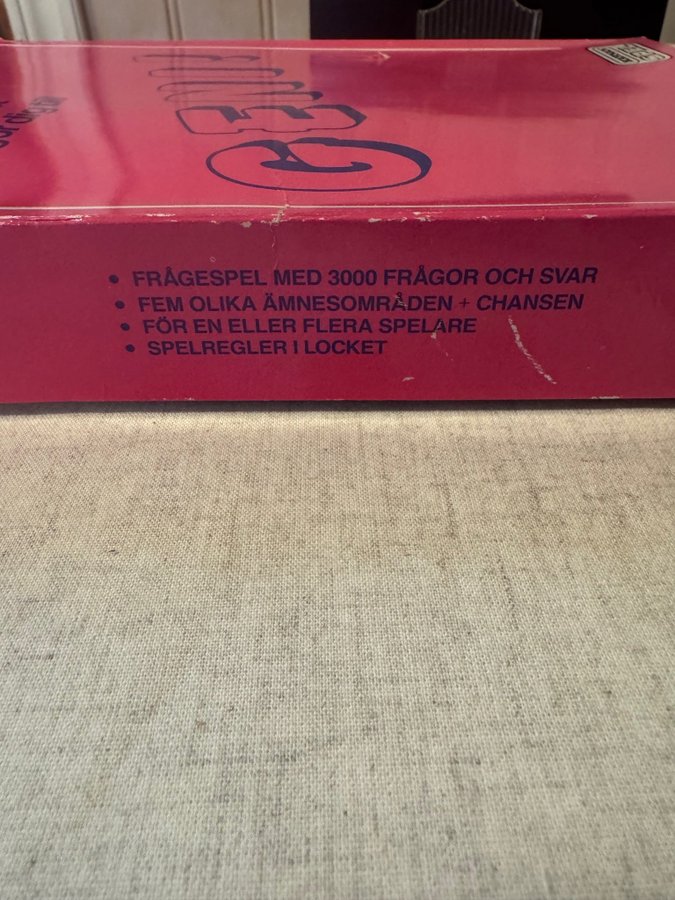 • FRÅGESPEL MED 3000 FRÅGOR OCH SVAR
• FEM OLIKA ÄMNESOMRÅDEN + CHANSEN
• FÖR EN ELLER FLERA SPELARE
• SPELREGLER I LOCKET